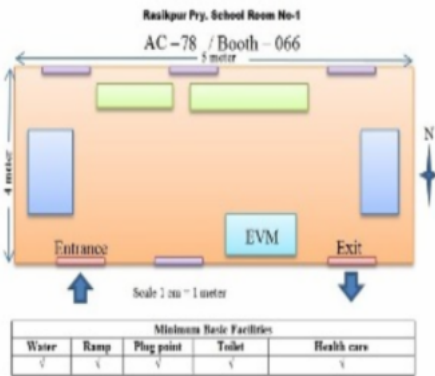 Rasikpur Pry. School Room No-1
AC – 78 / Booth – 066
5 meter
4 meter
N
EVM
Entrance
Exit
Scale 1 cm = 1 meter
Minimum Basic Facilities
Water Ramp Plug point Toilet Health care
√ √ √ √ √